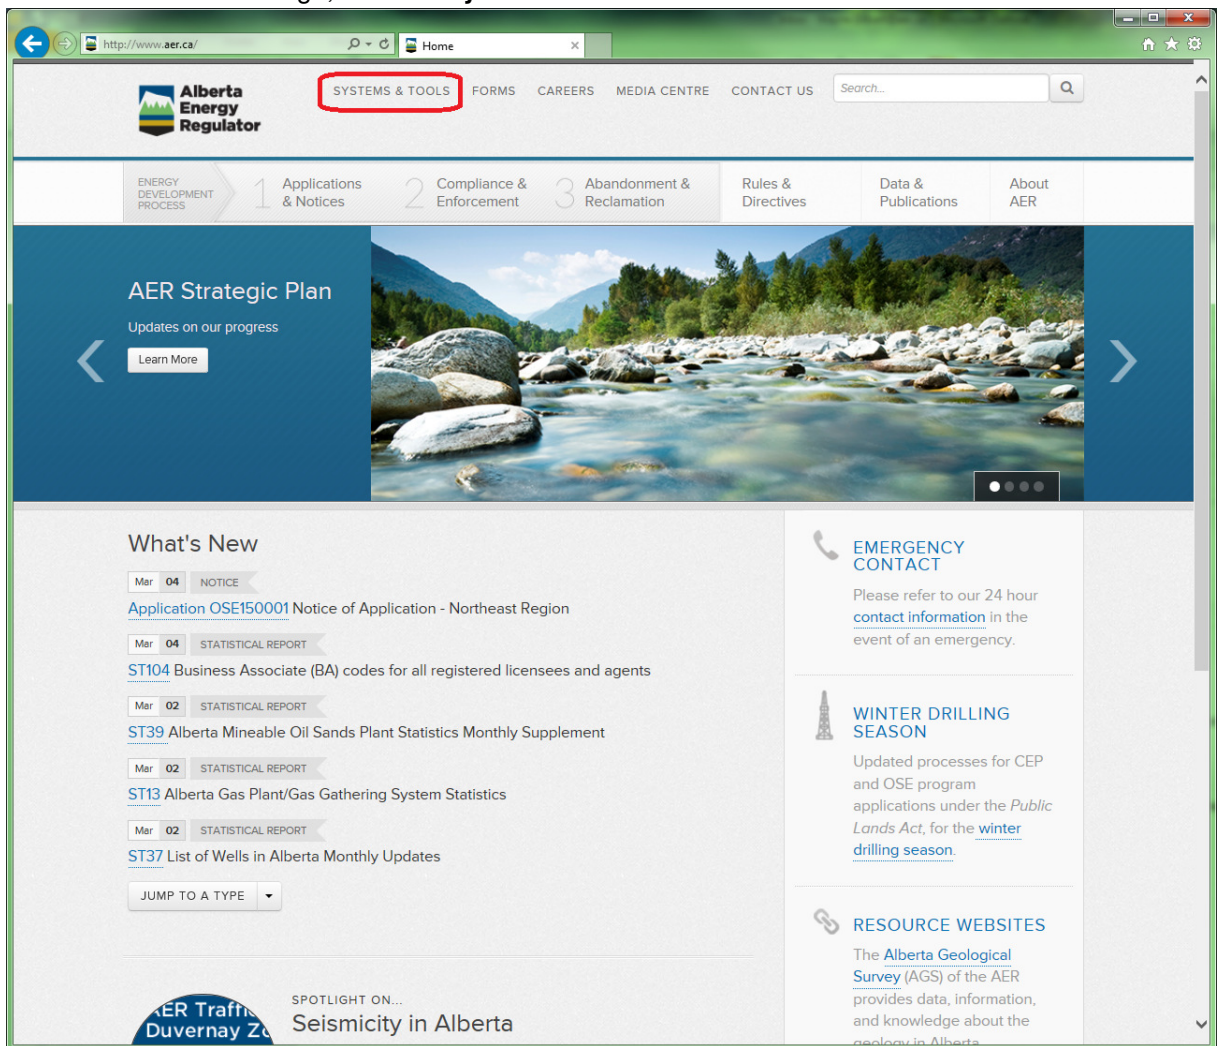 http://www.aer.ca/
Home
Alberta
Energy
Regulator
SYSTEMS & TOOLS FORMS CAREERS MEDIA CENTRE CONTACT US
Search...
ENERGY
DEVELOPMENT
PROCESS
1 Applications
& Notices
2 Compliance &
Enforcement
3 Abandonment &
Reclamation
Rules &
Directives
Data &
Publications
About
AER
AER Strategic Plan
Updates on our progress
Learn More
What's New
Mar 04 NOTICE
Application OSE150001 Notice of Application - Northeast Region
Mar 04 STATISTICAL REPORT
ST104 Business Associate (BA) codes for all registered licensees and agents
Mar 02 STATISTICAL REPORT
ST39 Alberta Mineable Oil Sands Plant Statistics Monthly Supplement
Mar 02 STATISTICAL REPORT
ST13 Alberta Gas Plant/Gas Gathering System Statistics
Mar 02 STATISTICAL REPORT
ST37 List of Wells in Alberta Monthly Updates
JUMP TO A TYPE
SPOTLIGHT ON...
Seismicity in Alberta
AER Traffic
Duvernay Zo
EMERGENCY
CONTACT
Please refer to our 24 hour
contact information in the
event of an emergency.
WINTER DRILLING
SEASON
Updated processes for CEP
and OSE program
applications under the Public
Lands Act, for the winter
drilling season.
RESOURCE WEBSITES
The Alberta Geological
Survey (AGS) of the AER
provides data, information,
and knowledge about the
geology in Alberta